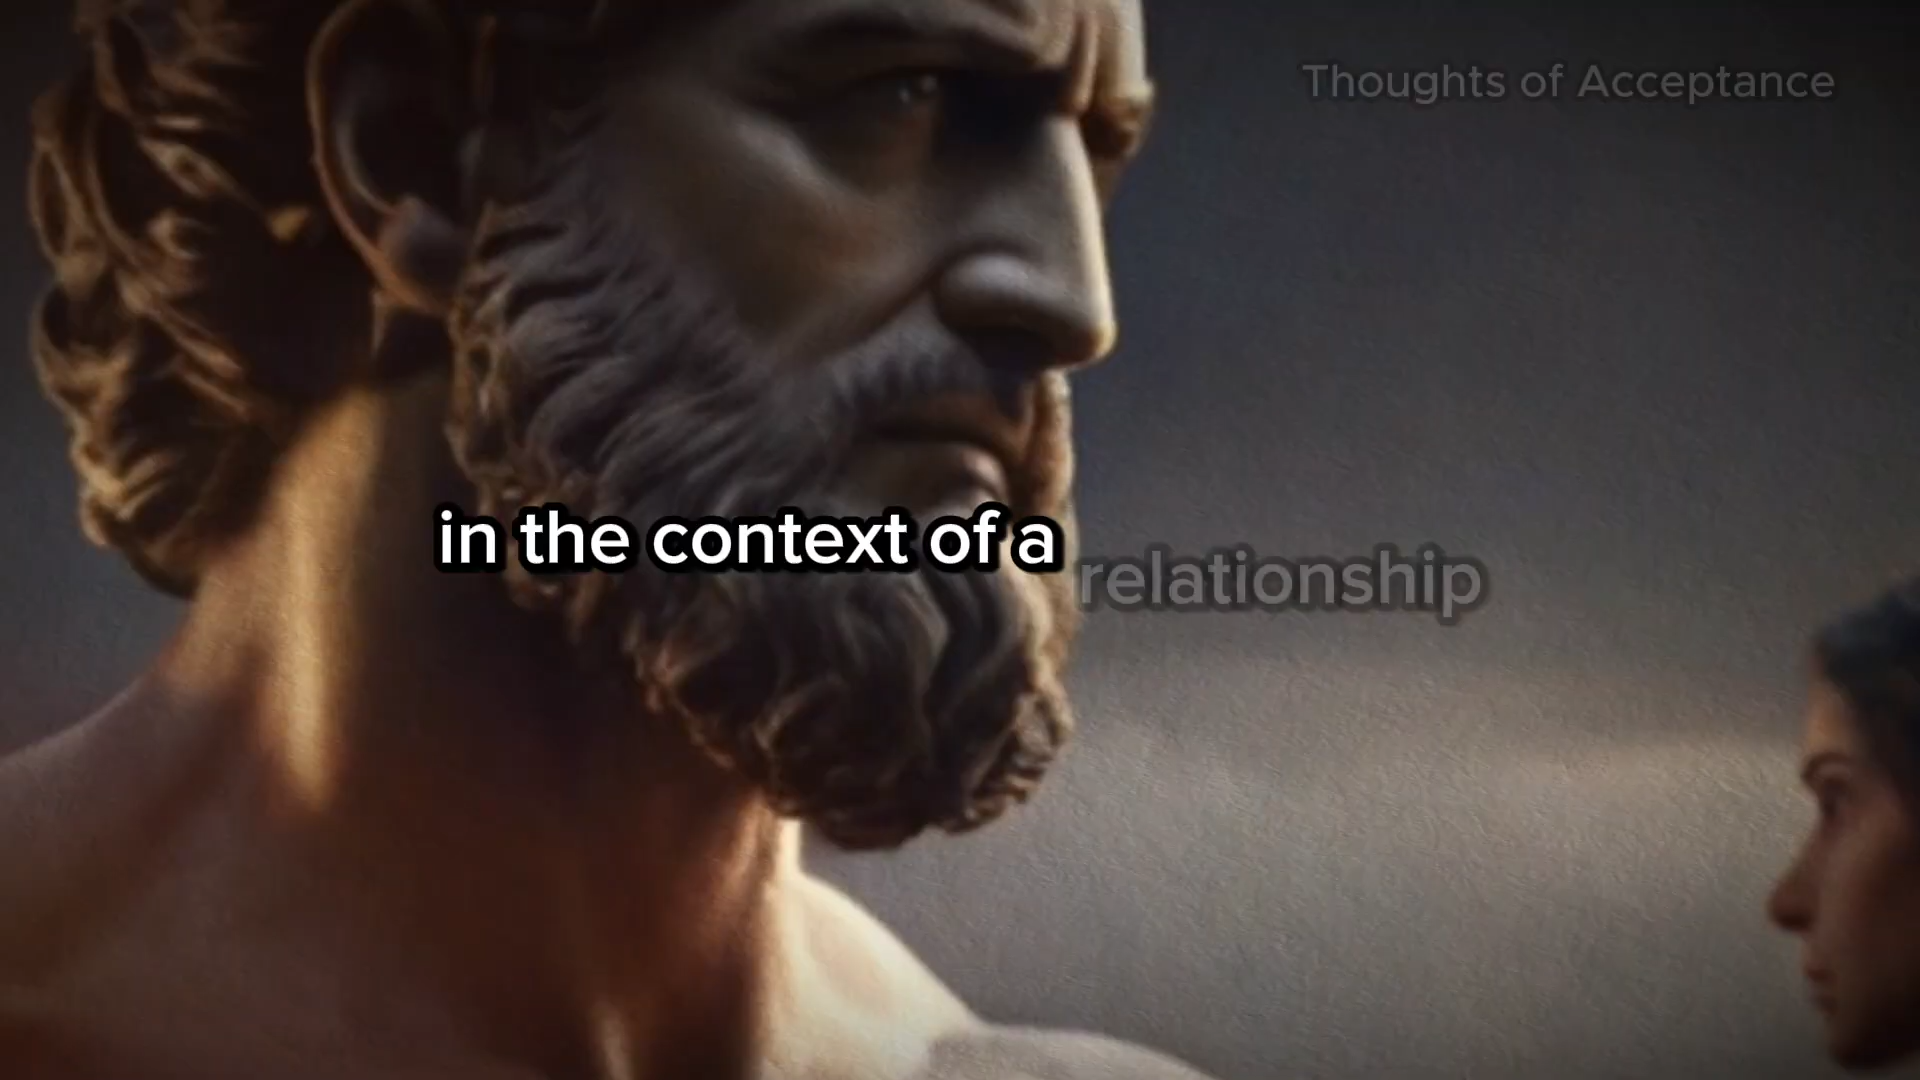 Thoughts of Acceptance
in the context of a relationship